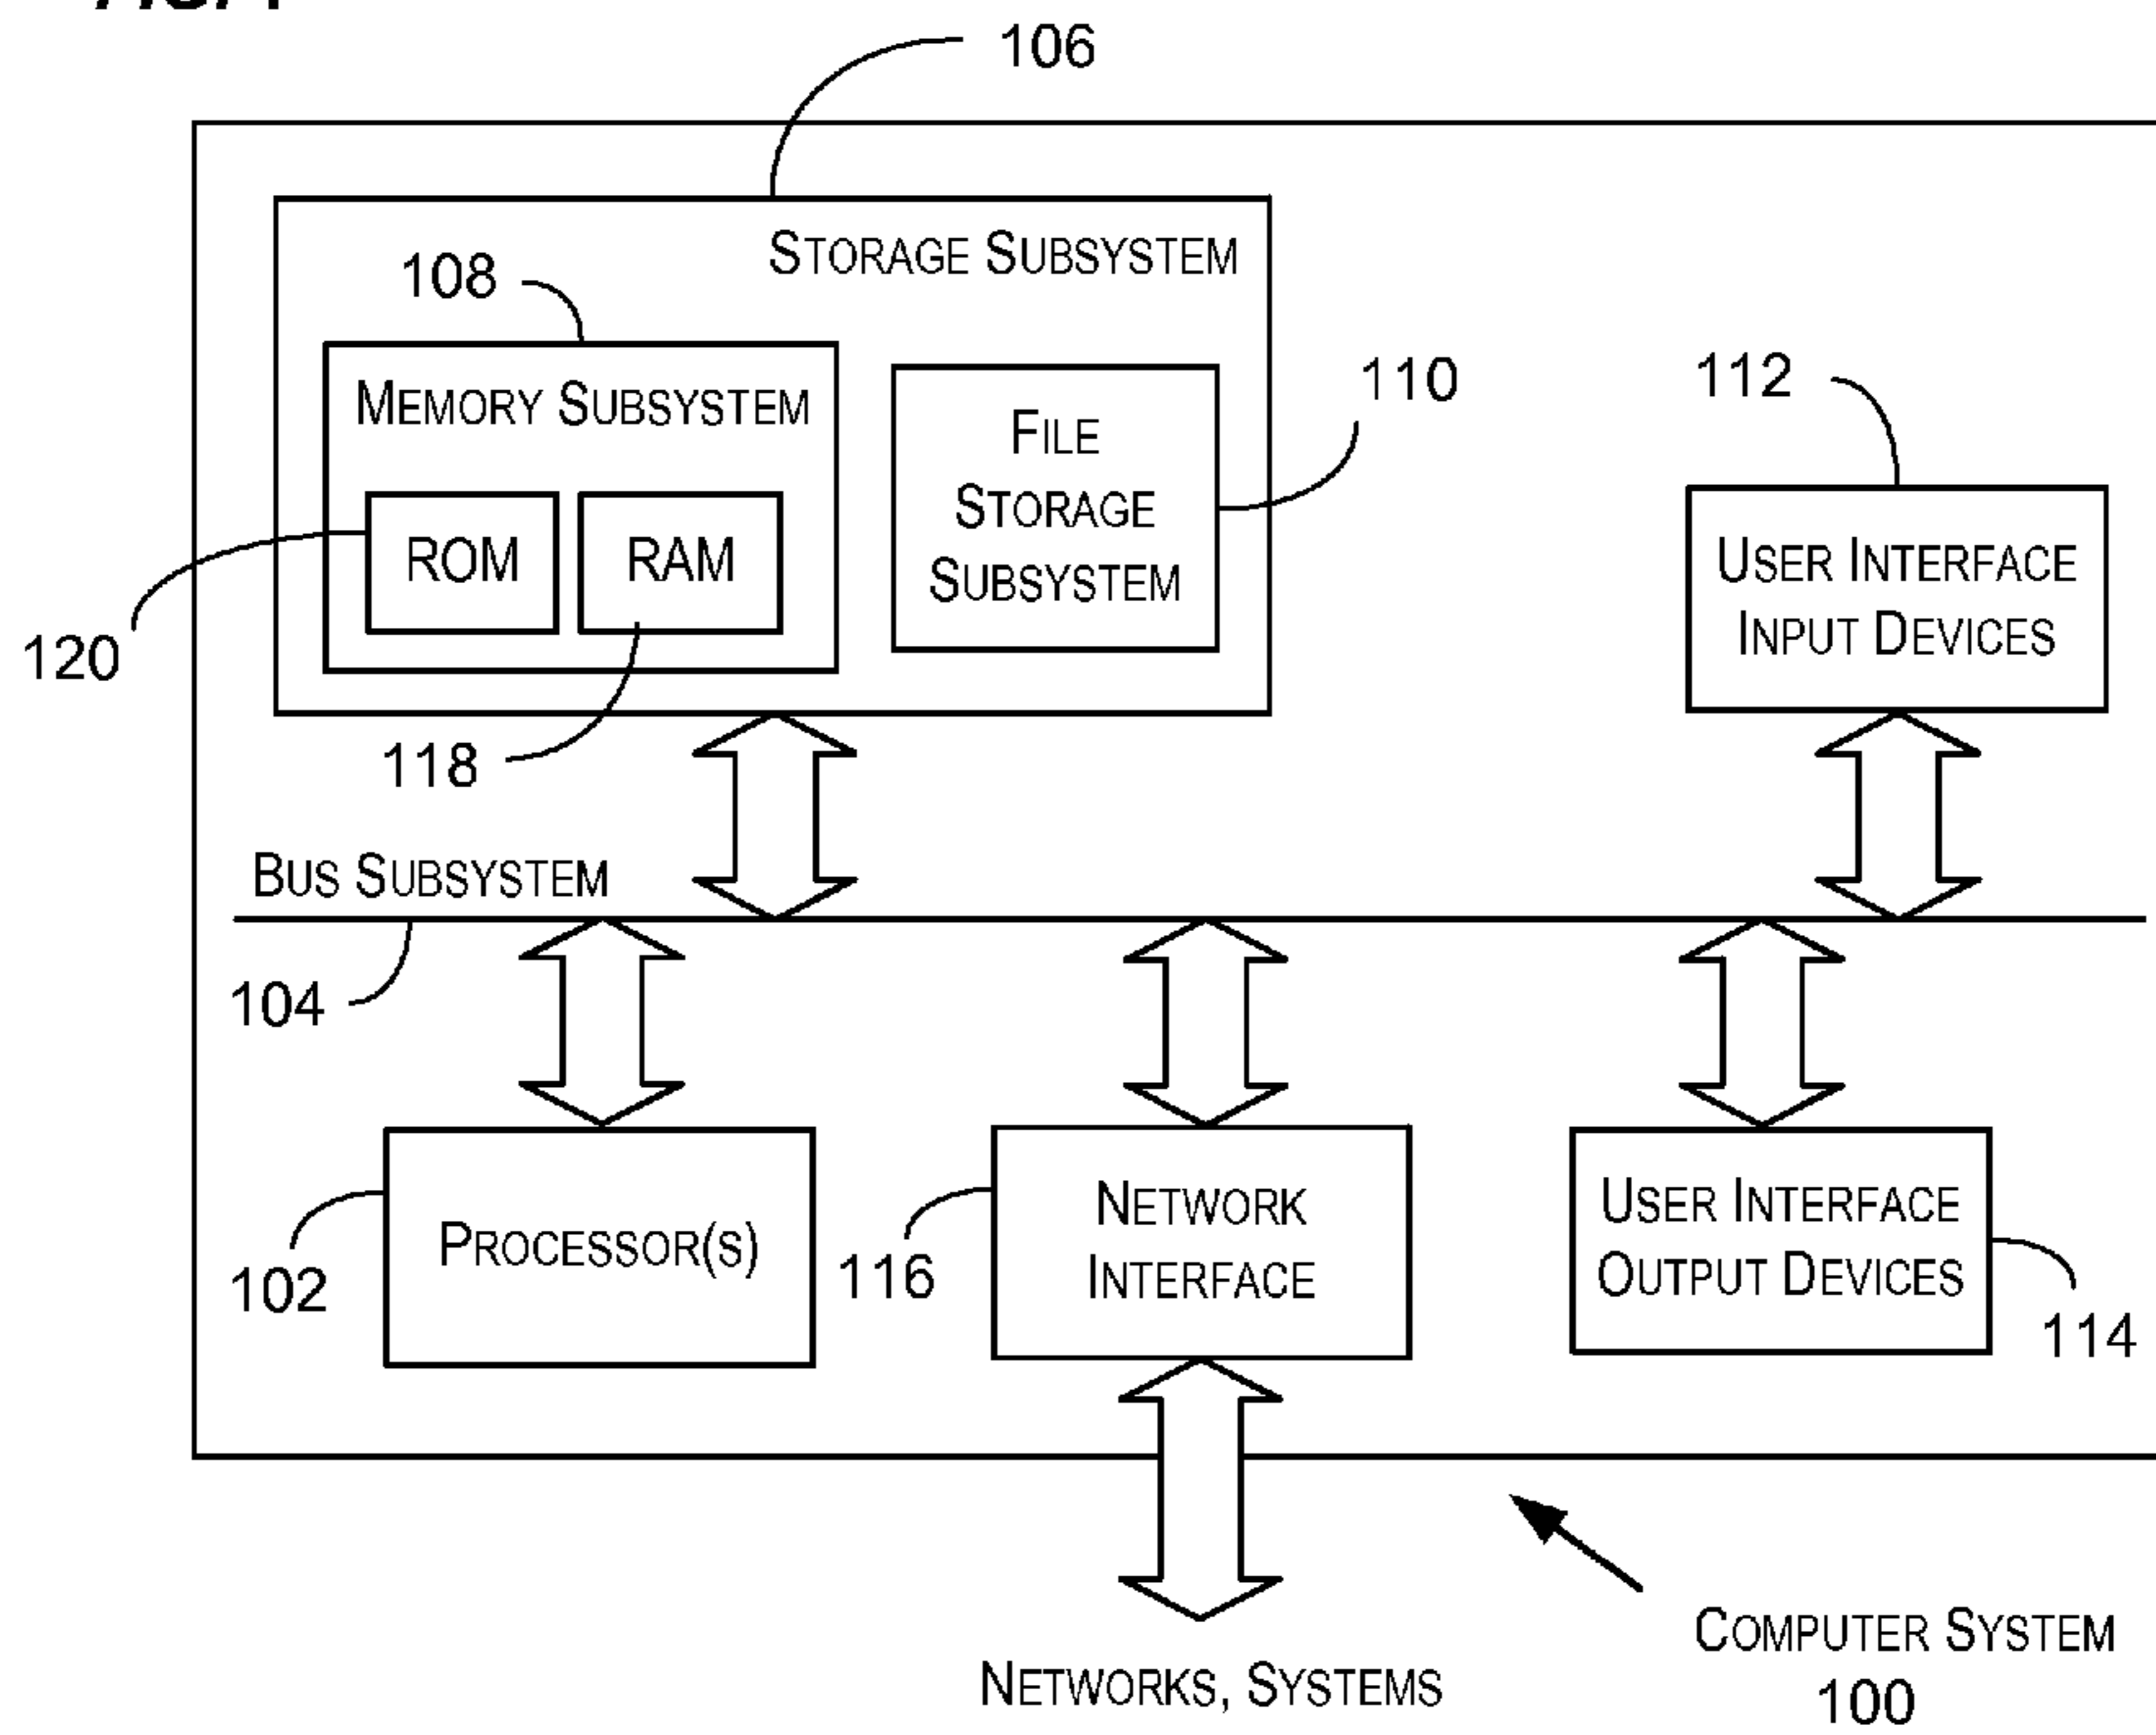 106
STORAGE SUBSYSTEM
108
MEMORY SUBSYSTEM
110
112
FILE
STORAGE
SUBSYSTEM
ROM
RAM
USER INTERFACE
INPUT DEVICES
120
118
BUS SUBSYSTEM
104
PROCESSOR(S)
102
NETWORK
INTERFACE
116
USER INTERFACE
OUTPUT DEVICES
114
NETWORKS, SYSTEMS
COMPUTER SYSTEM
100